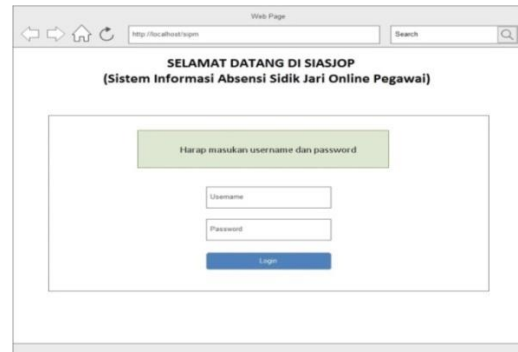 Web Page
http://localhost/sqpm
Search
SELAMAT DATANG DI SIASJOP
(Sistem Informasi Absensi Sidik Jari Online Pegawai)
Harap masukan username dan password
Username
Password
Login